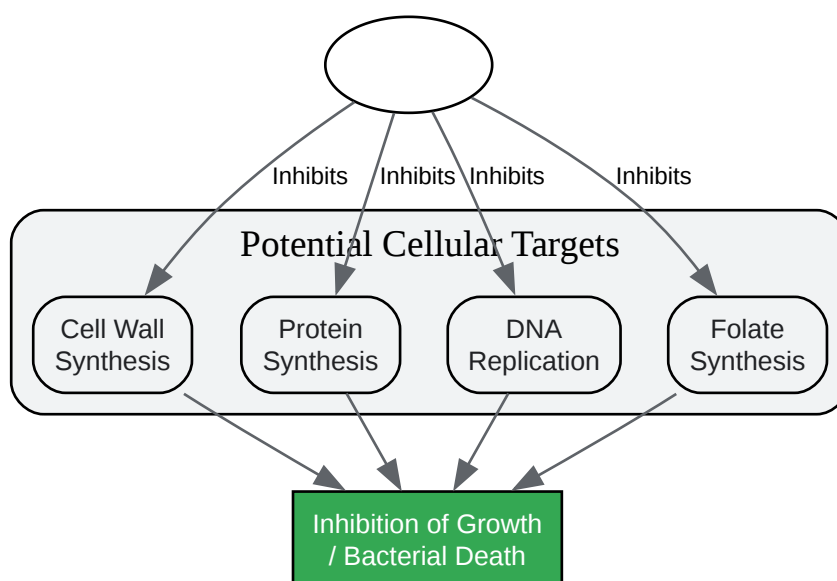 Inhibits Inhibits Inhibits Inhibits
Potential Cellular Targets
Cell Wall
Synthesis
Protein
Synthesis
DNA
Replication
Folate
Synthesis
Inhibition of Growth
/ Bacterial Death